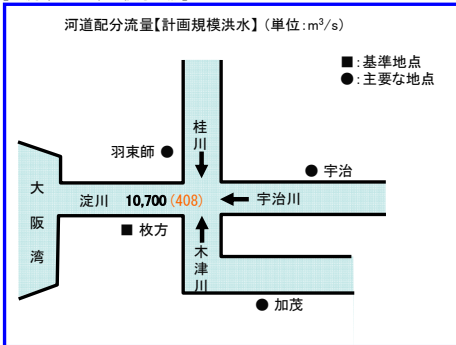 河道配分流量【計画規模洪水】（単位：m³/s）
■：基準地点
●：主要な地点
桂川
羽束師 ●
● 宇治
大阪湾
淀川 10,700 (408)
宇治川
■ 枚方
木津川
● 加茂